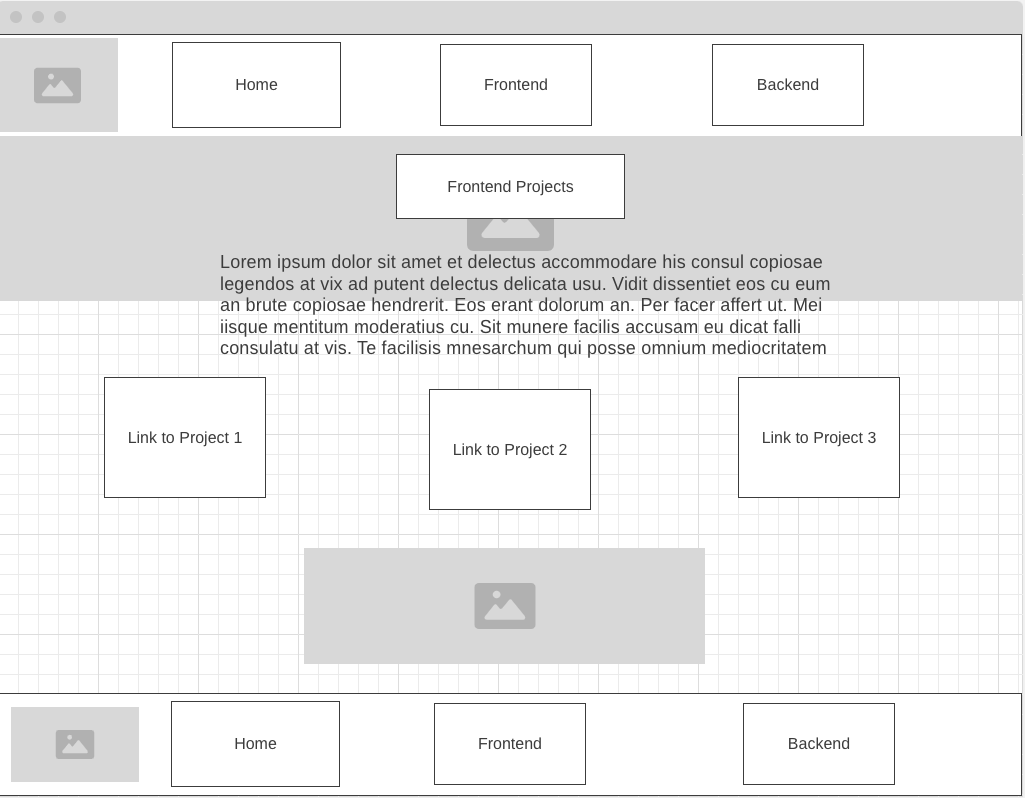 Home
Frontend
Backend
Frontend Projects
Lorem ipsum dolor sit amet et delectus accommodare his consul copiosae
legendos at vix ad putent delectus delicata usu. Vidit dissentiet eos cu eum
an brute copiosae hendrerit. Eos erant dolorum an. Per facer affert ut. Mei
iisque mentitum moderatius cu. Sit munere facilis accusam eu dicat falli
consulatu at vis. Te facilisis mnesarchum qui posse omnium mediocritatem
Link to Project 1
Link to Project 2
Link to Project 3
Home
Frontend
Backend